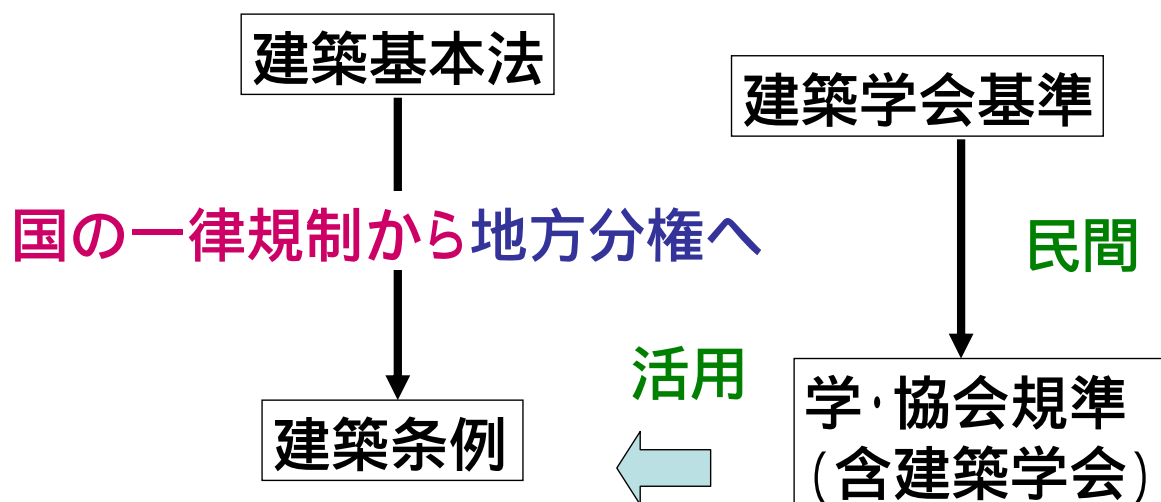 建築基本法
建築学会基準
国の一律規制から地方分権へ
民間
活用
建築条例
学・協会規準
(含建築学会)